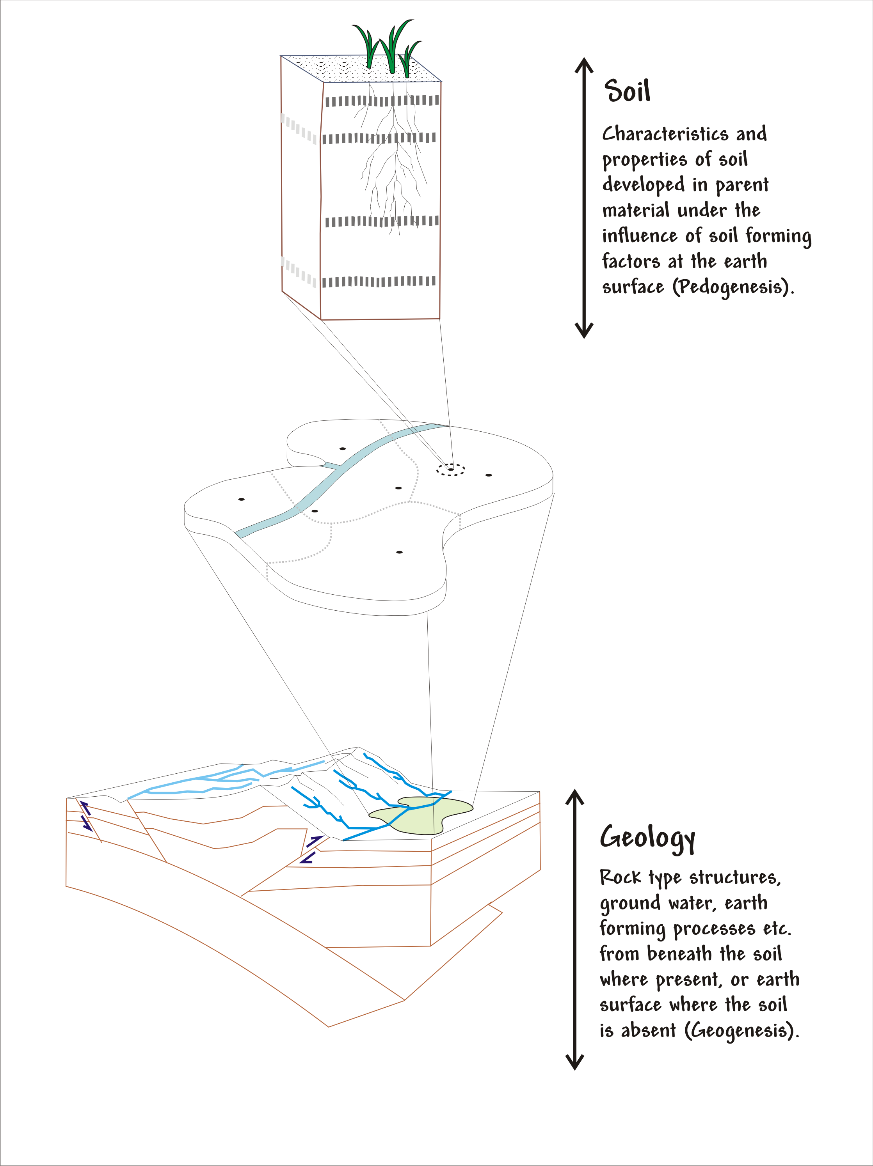 Soil
Characteristics and
properties of soil
developed in parent
material under the
influence of soil forming
factors at the earth
surface (Pedogenesis).
Geology
Rock type structures,
ground water, earth
forming processes etc.
from beneath the soil
where present, or earth
surface where the soil
is absent (Geogenesis).